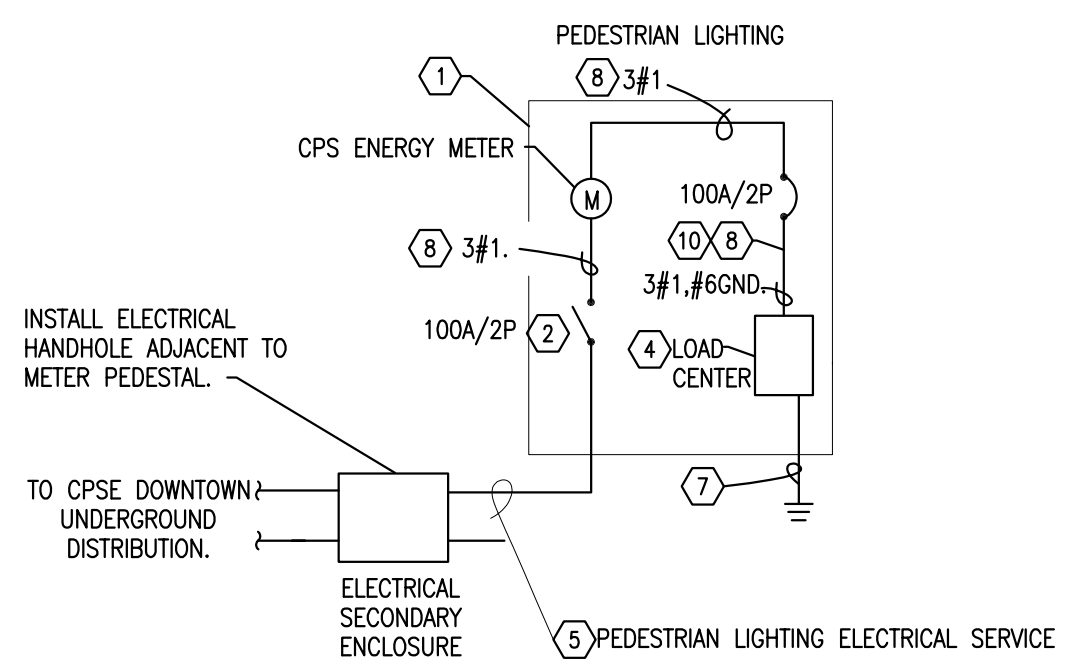 PEDESTRIAN LIGHTING
1
8 3#1
CPS ENERGY METER
M
100A/2P
8 3#1.
10 8
3#1,#6GND.
INSTALL ELECTRICAL
HANDHOLE ADJACENT TO
METER PEDESTAL.
100A/2P 2
4 LOAD
CENTER
TO CPSE DOWNTOWN
UNDERGROUND
DISTRIBUTION.
7
ELECTRICAL
SECONDARY
ENCLOSURE
5 PEDESTRIAN LIGHTING ELECTRICAL SERVICE